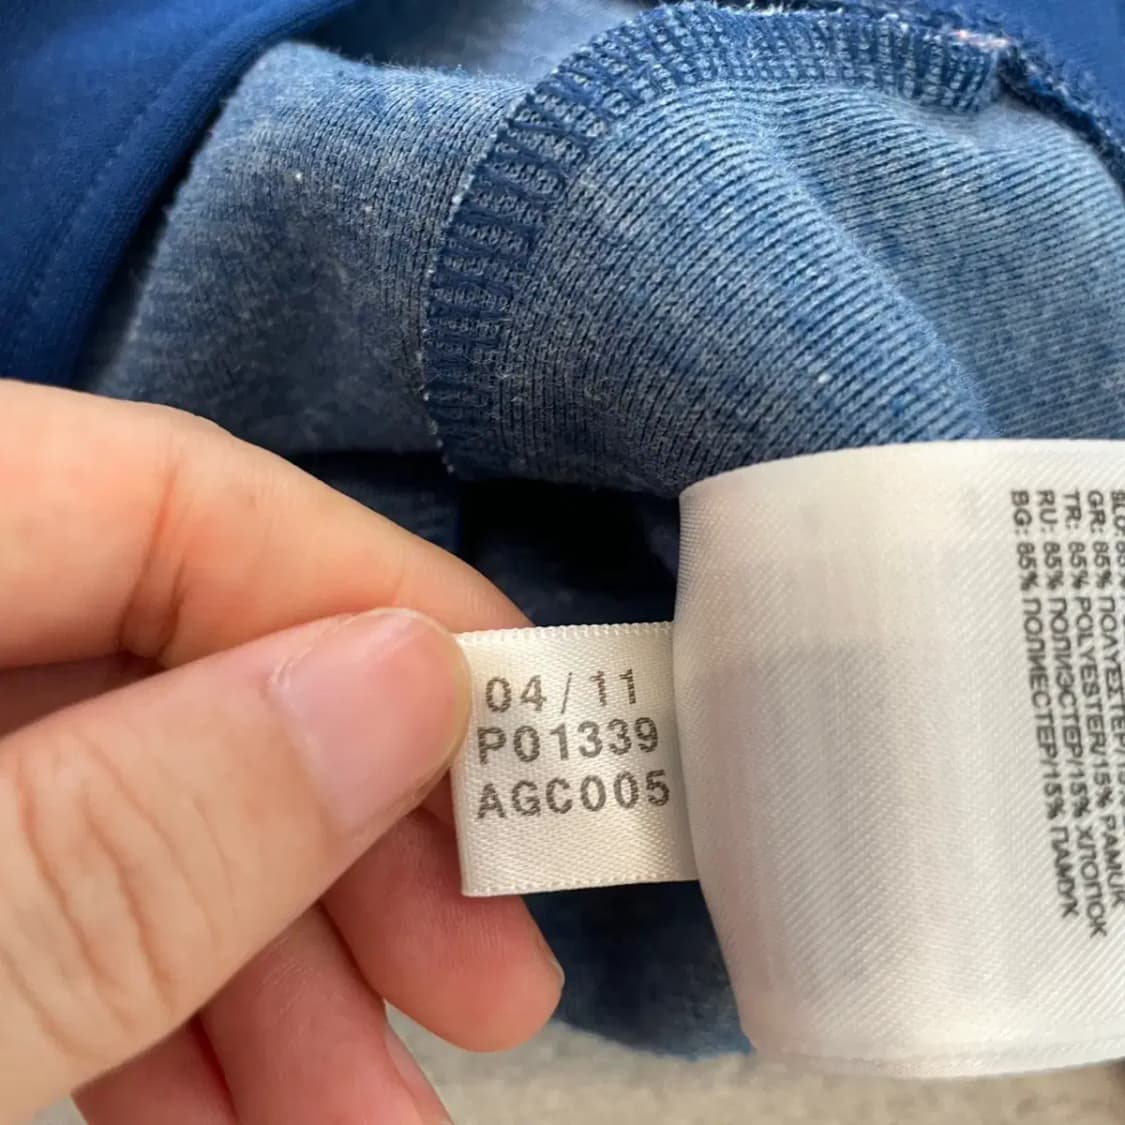 04/11
P01339
AGC005
GR: 85% ΠΟΛΥΕΣΤΕΡ/15%
TR: 85% POLYESTER/15% PAMUK
RU: 85% ПОЛИЭСТЕР/15% ХЛОПОК
BG: 85% ПОЛИЕСТЕР/15% ПАМУК